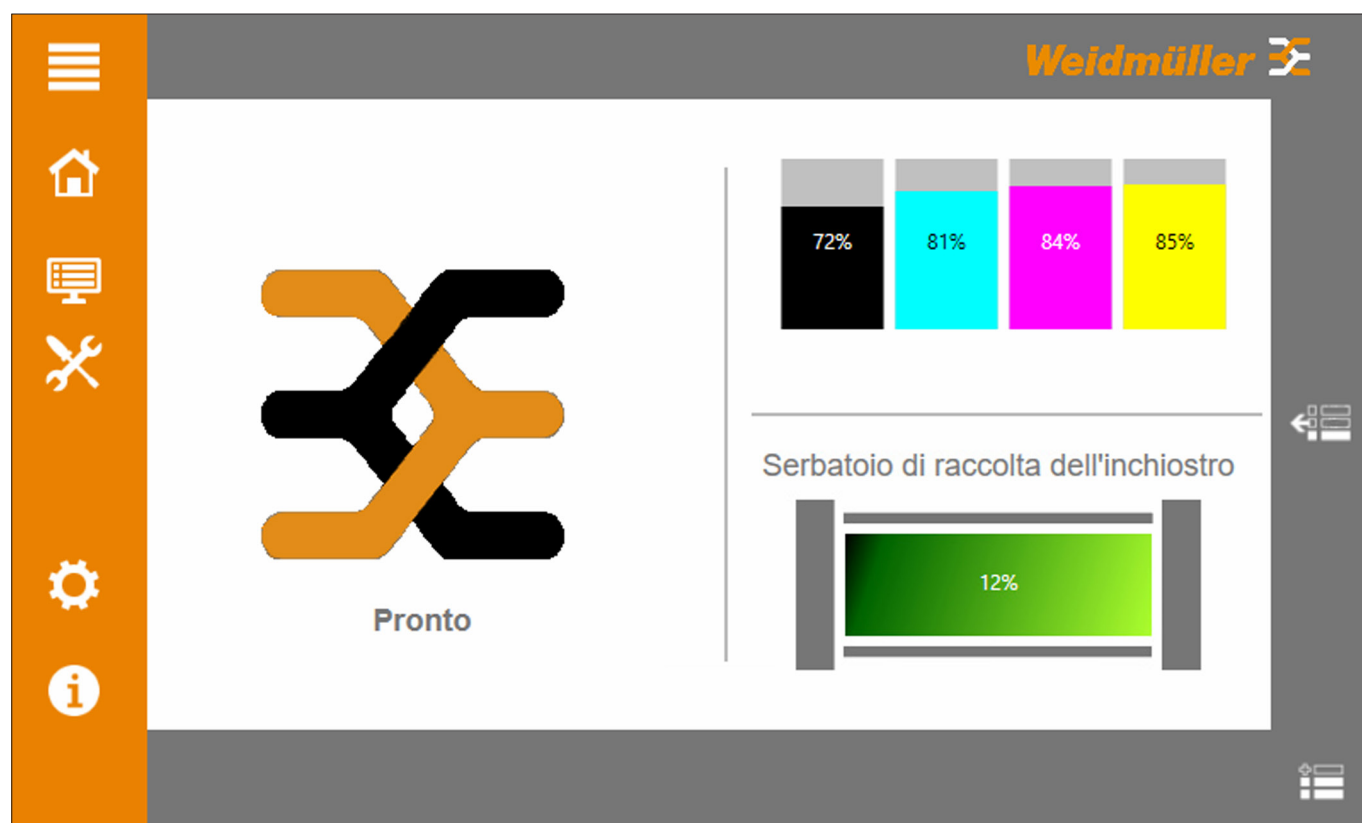 Weidmüller
72%
81%
84%
85%
Serbatoio di raccolta dell'inchiostro
12%
Pronto